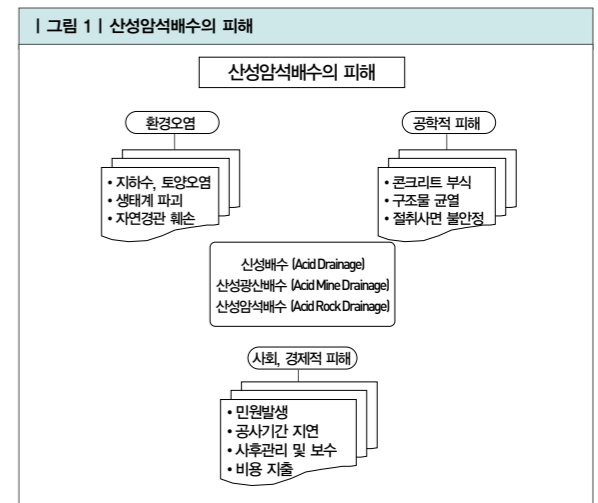 | 그림 1 | 산성암석배수의 피해
산성암석배수의 피해
환경오염
• 지하수, 토양오염
• 생태계 파괴
• 자연경관 훼손
공학적 피해
• 콘크리트 부식
• 구조물 균열
• 절취사면 불안정
신성배수 (Acid Drainage)
산성광산배수 (Acid Mine Drainage)
산성암석배수 (Acid Rock Drainage)
사회, 경제적 피해
• 민원발생
• 공사기간 지연
• 사후관리 및 보수
• 비용 지출